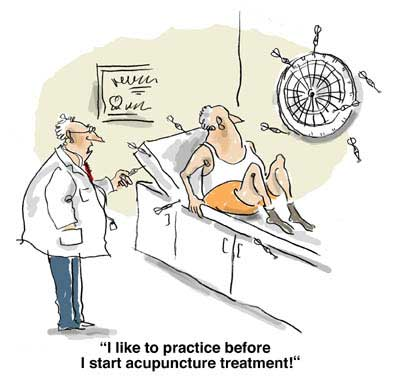 “I like to practice before
I start acupuncture treatment!“